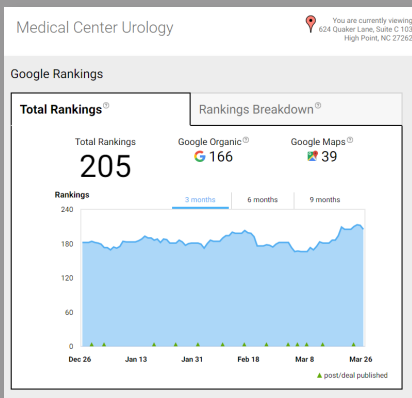 Medical Center Urology
You are currently viewing
624 Quaker Lane, Suite C 103
High Point, NC 27262
Google Rankings
Total Rankings
Rankings Breakdown
Total Rankings
205
Google Organic
166
Google Maps
39
Rankings
3 months
6 months
9 months
240
180
120
60
0
Dec 26
Jan 13
Jan 31
Feb 18
Mar 8
Mar 26
post/deal published